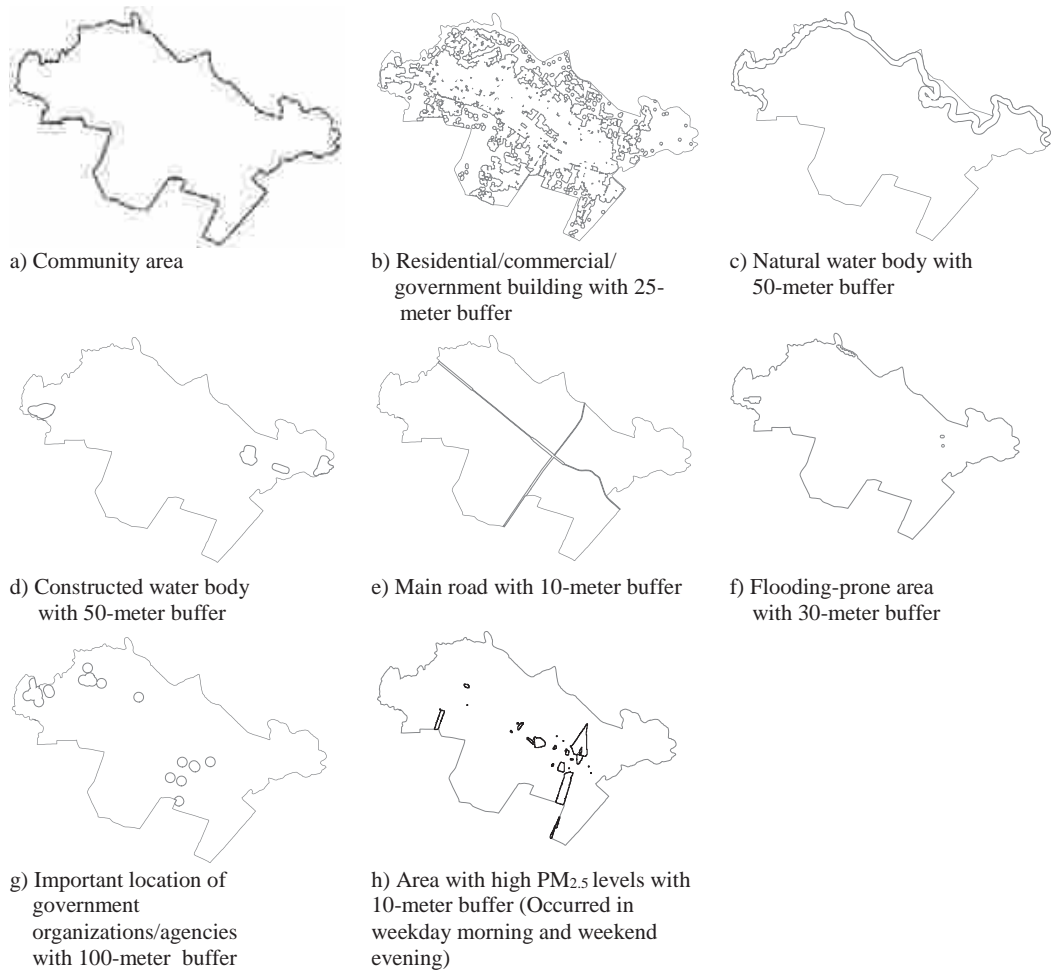 a) Community area
b) Residential/commercial/
government building with 25-
meter buffer
c) Natural water body with
50-meter buffer
d) Constructed water body
with 50-meter buffer
e) Main road with 10-meter buffer
f) Flooding-prone area
with 30-meter buffer
g) Important location of
government
organizations/agencies
with 100-meter buffer
h) Area with high PM2.5 levels with
10-meter buffer (Occurred in
weekday morning and weekend
evening)